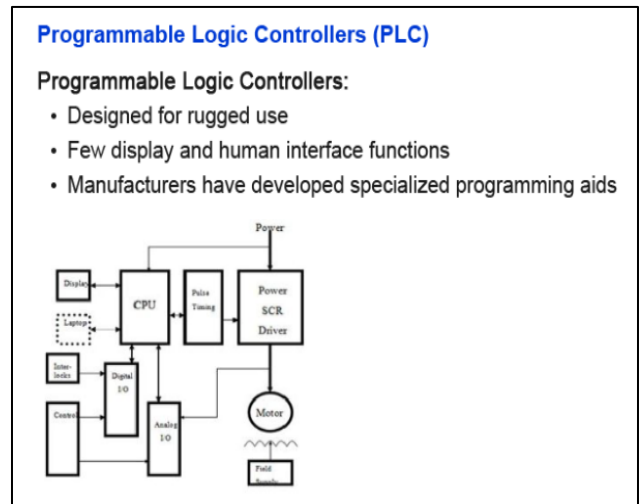 Programmable Logic Controllers (PLC)
Programmable Logic Controllers:
• Designed for rugged use
• Few display and human interface functions
• Manufacturers have developed specialized programming aids
Power
Display
CPU
Pulse
Timing
Power
SCR
Driver
Laptop
Inter-
locks
Digital
I/O
Control
Analog
I/O
Motor
Field